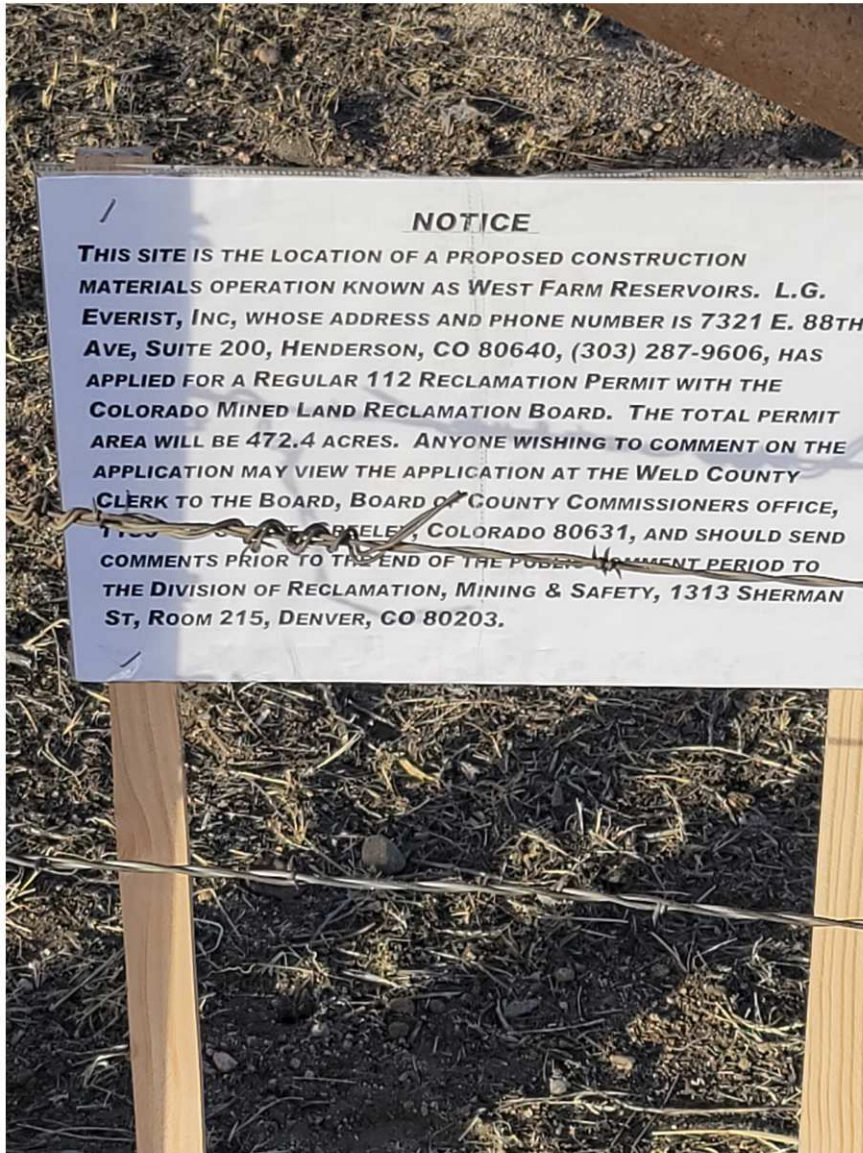 NOTICE
THIS SITE IS THE LOCATION OF A PROPOSED CONSTRUCTION
MATERIALS OPERATION KNOWN AS WEST FARM RESERVOIRS. L.G.
EVERIST, INC, WHOSE ADDRESS AND PHONE NUMBER IS 7321 E. 88TH
AVE, SUITE 200, HENDERSON, CO 80640, (303) 287-9606, HAS
APPLIED FOR A REGULAR 112 RECLAMATION PERMIT WITH THE
COLORADO MINED LAND RECLAMATION BOARD. THE TOTAL PERMIT
AREA WILL BE 472.4 ACRES. ANYONE WISHING TO COMMENT ON THE
APPLICATION MAY VIEW THE APPLICATION AT THE WELD COUNTY
CLERK TO THE BOARD, BOARD OF COUNTY COMMISSIONERS OFFICE,
GREELEY, COLORADO 80631, AND SHOULD SEND
COMMENTS PRIOR TO THE END OF THE PUBLIC COMMENT PERIOD TO
THE DIVISION OF RECLAMATION, MINING & SAFETY, 1313 SHERMAN
ST, ROOM 215, DENVER, CO 80203.